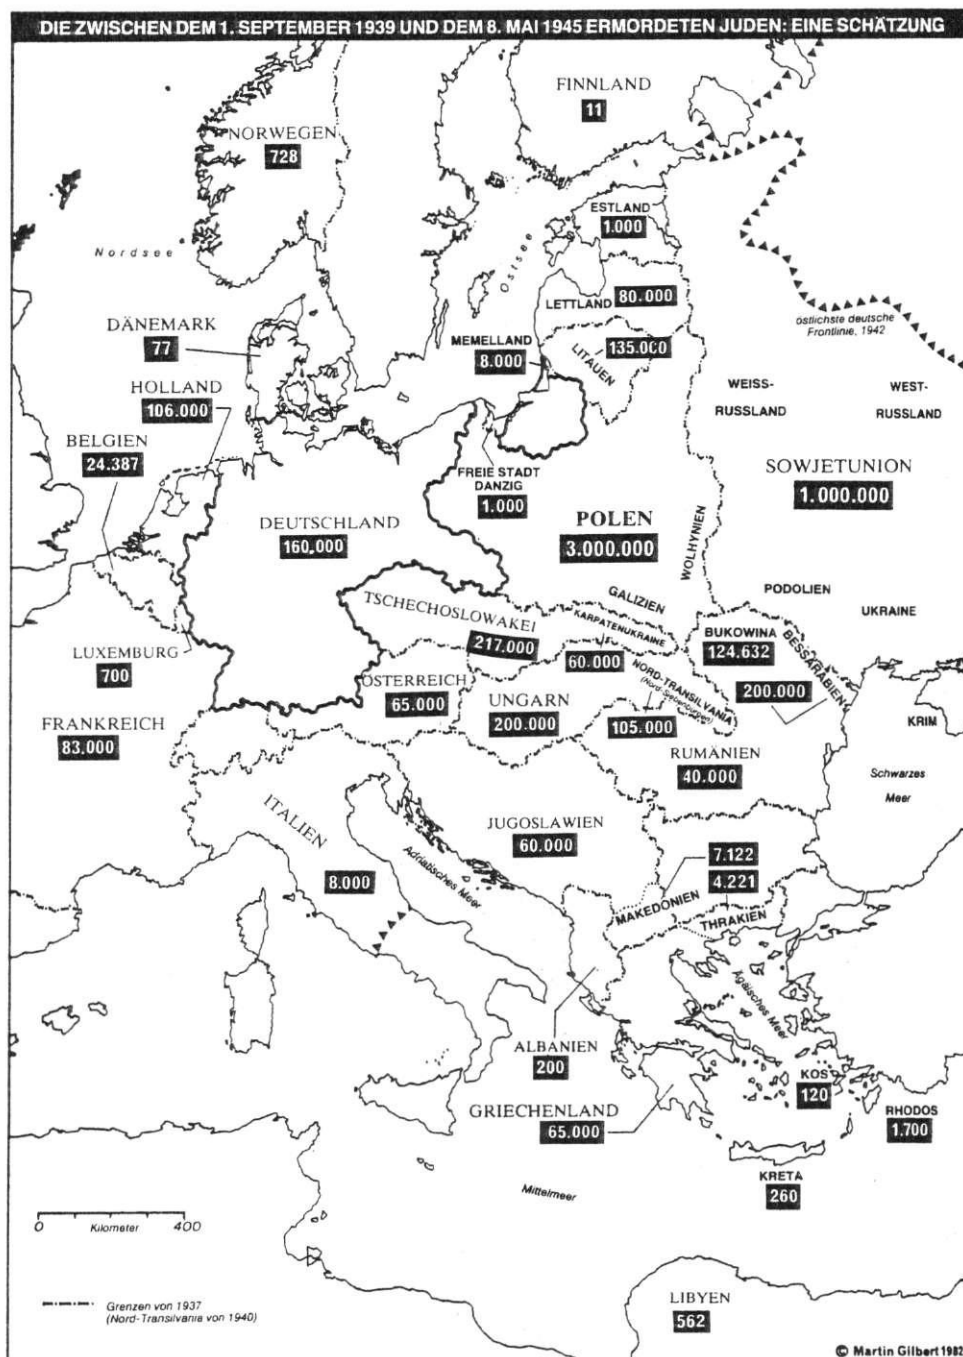 DIE ZWISCHEN DEM 1. SEPTEMBER 1939 UND DEM 8. MAI 1945 ERMORDETEN JUDEN: EINE SCHÄTZUNG
FINNLAND
11
NORWEGEN
728
ESTLAND
1.000
Nordsee
Ostsee
LETTLAND 80.000
östlichste deutsche
Frontlinie, 1942
DÄNEMARK
77
MEMELLAND
8.000
LITAUEN
135.000
HOLLAND
106.000
WEISS-
RUSSLAND
WEST-
RUSSLAND
BELGIEN
24.387
FREIE STADT
DANZIG
1.000
SOWJETUNION
1.000.000
DEUTSCHLAND
160.000
POLEN
3.000.000
WOLHYNIEN
GALIZIEN
PODOLIEN
UKRAINE
TSCHECHOSLOWAKEI
217.000
KARPATENUKRAINE
60.000
BUKOWINA
124.632
BESSARABIEN
200.000
LUXEMBURG
700
ÖSTERREICH
65.000
UNGARN
200.000
NORD-TRANSILVANIA
(Nord-Siebenbürgen)
105.000
KRIM
FRANKREICH
83.000
RUMÄNIEN
40.000
Schwarzes
Meer
ITALIEN
8.000
JUGOSLAWIEN
60.000
Adriatisches Meer
7.122
4.221
MAKEDONIEN
THRAKIEN
Ägäisches Meer
ALBANIEN
200
KOS
120
GRIECHENLAND
65.000
RHODOS
1.700
KRETA
260
Mittelmeer
0 Kilometer 400
Grenzen von 1937
(Nord-Transilvania von 1940)
LIBYEN
562
© Martin Gilbert 1982